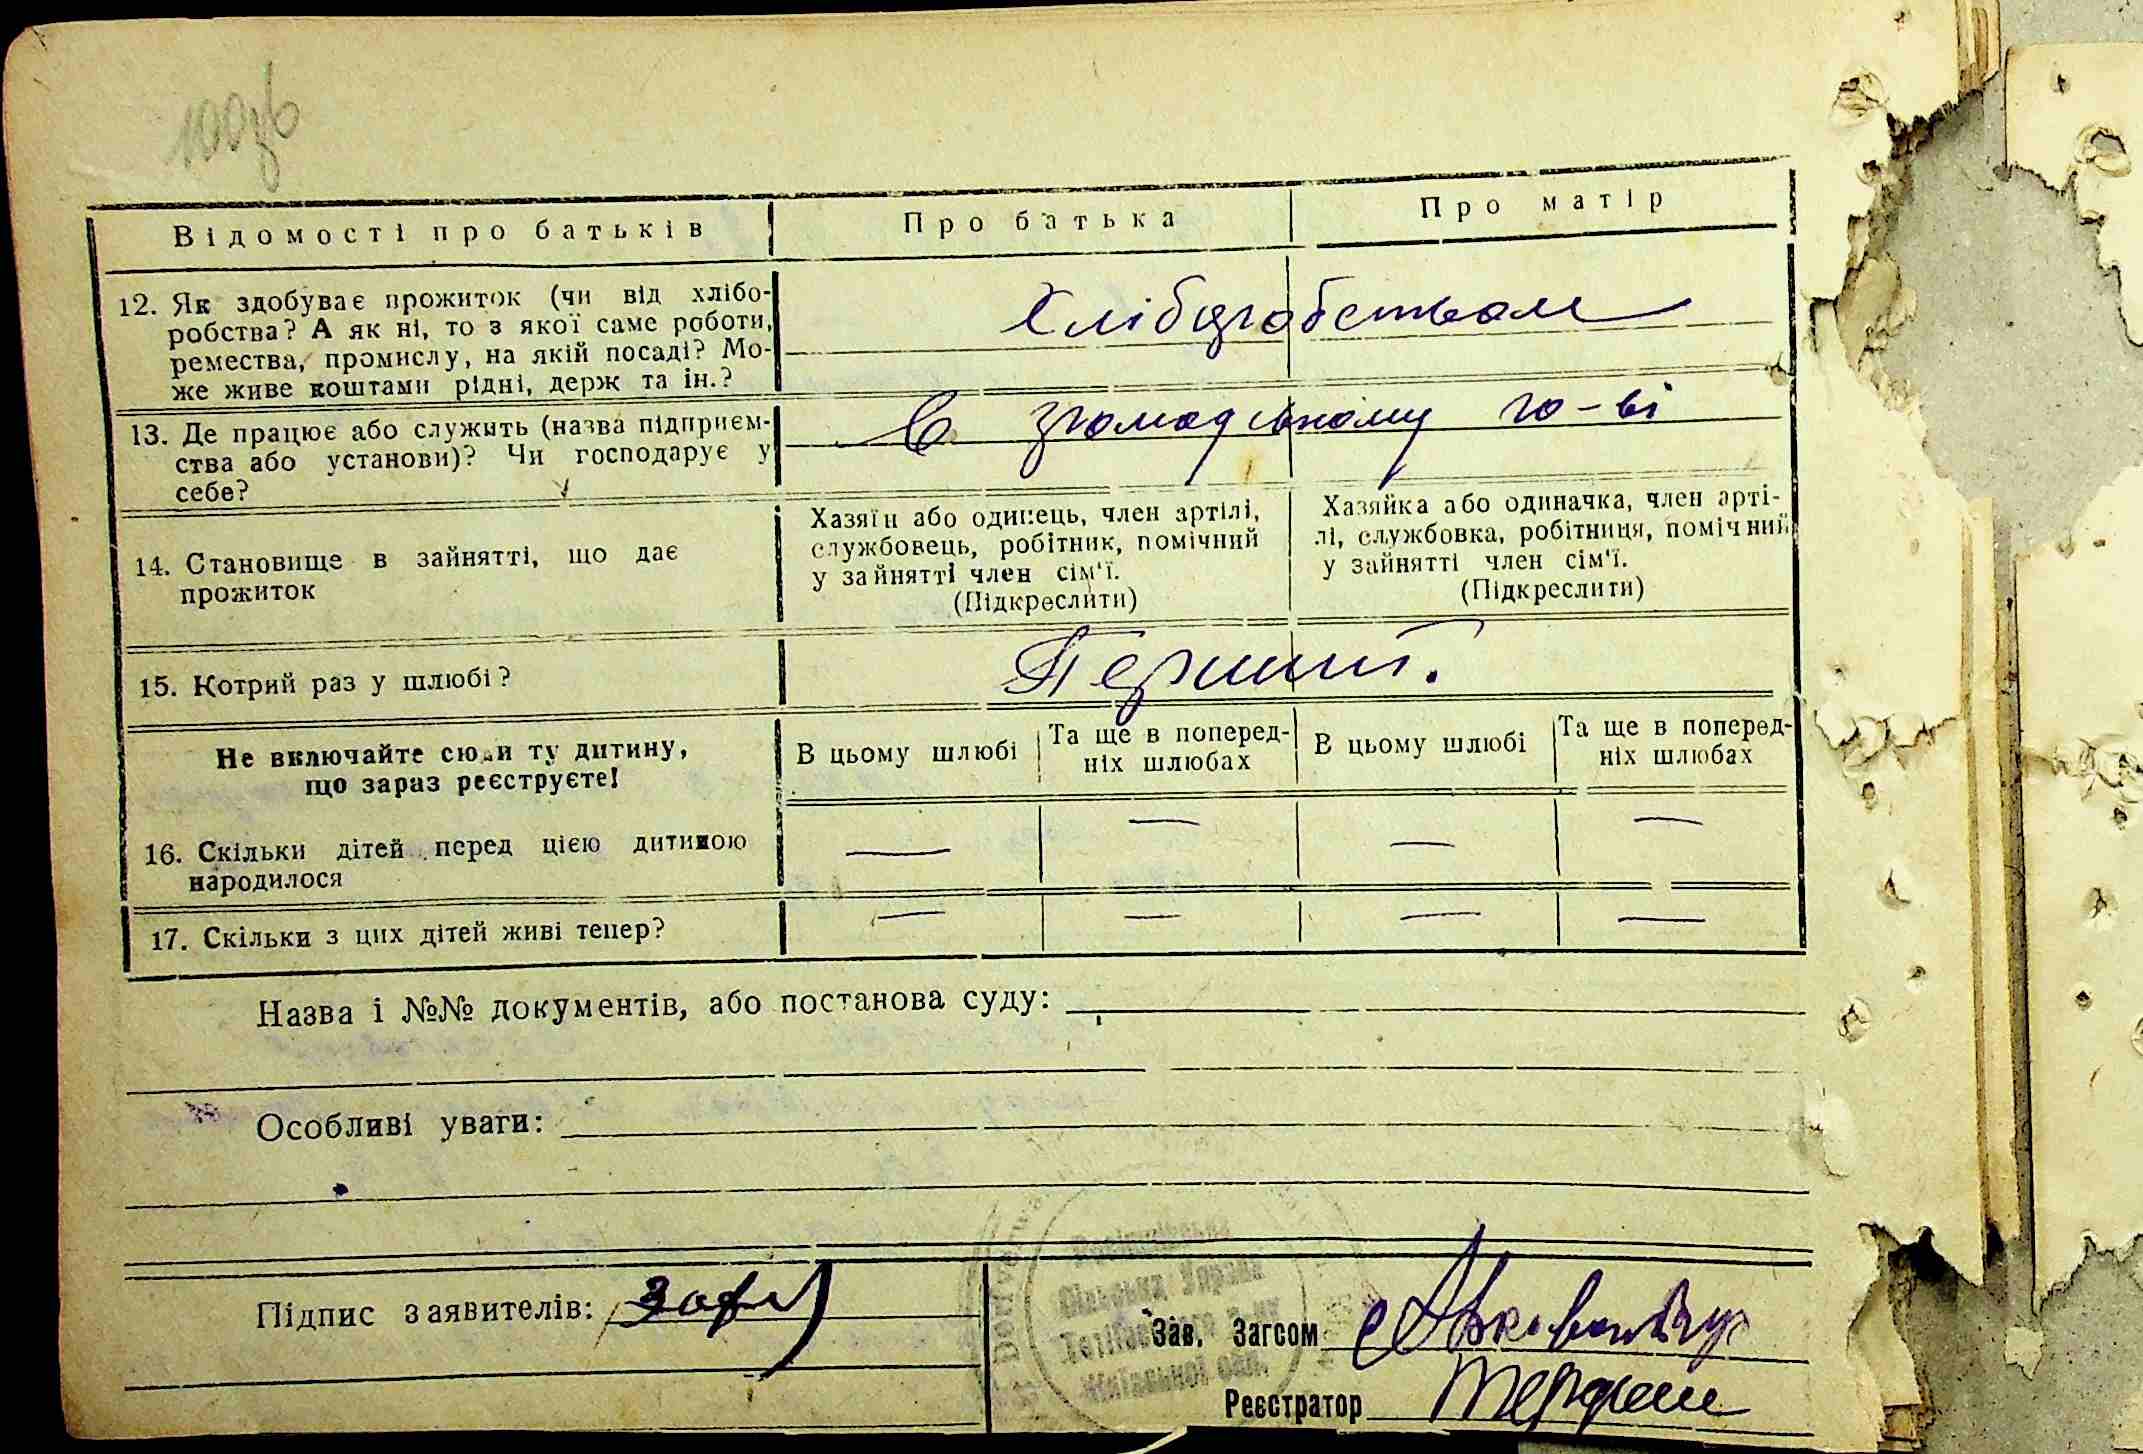 100зв
Відомості про батьків
Про батька
Про матір
12. Як здобуває прожиток (чи від хлібо-
робства? А як ні, то з якої саме роботи,
ремества, промислу, на якій посаді? Мо-
же живе коштами рідні, держ та ін.?
Хліборобством
13. Де працює або служить (назва підприєм-
ства або установи)? Чи господарує у
себе?
В громадському го-ві
14. Становище в зайнятті, що дає
прожиток
Хазяїн або одинець, член артілі,
службовець, робітник, помічний
у зайнятті член сім'ї.
(Підкреслити)
Хазяйка або одиначка, член арті-
лі, службовка, робітниця, помічний
у зайнятті член сім'ї.
(Підкреслити)
15. Котрий раз у шлюбі?
Перший.
Не включайте сюди ту дитину,
що зараз реєструєте!
В цьому шлюбі
Та ще в поперед-
ніх шлюбах
В цьому шлюбі
Та ще в поперед-
ніх шлюбах
16. Скільки дітей перед цією дитиною
народилося
— — — —
17. Скільки з цих дітей живі тепер?
— — — —
Назва і №№ документів, або постанова суду:
Особливі уваги:
Підпис заявителів:
Сільська Управа
Київської обл.
Зав. Загсом
Реєстратор